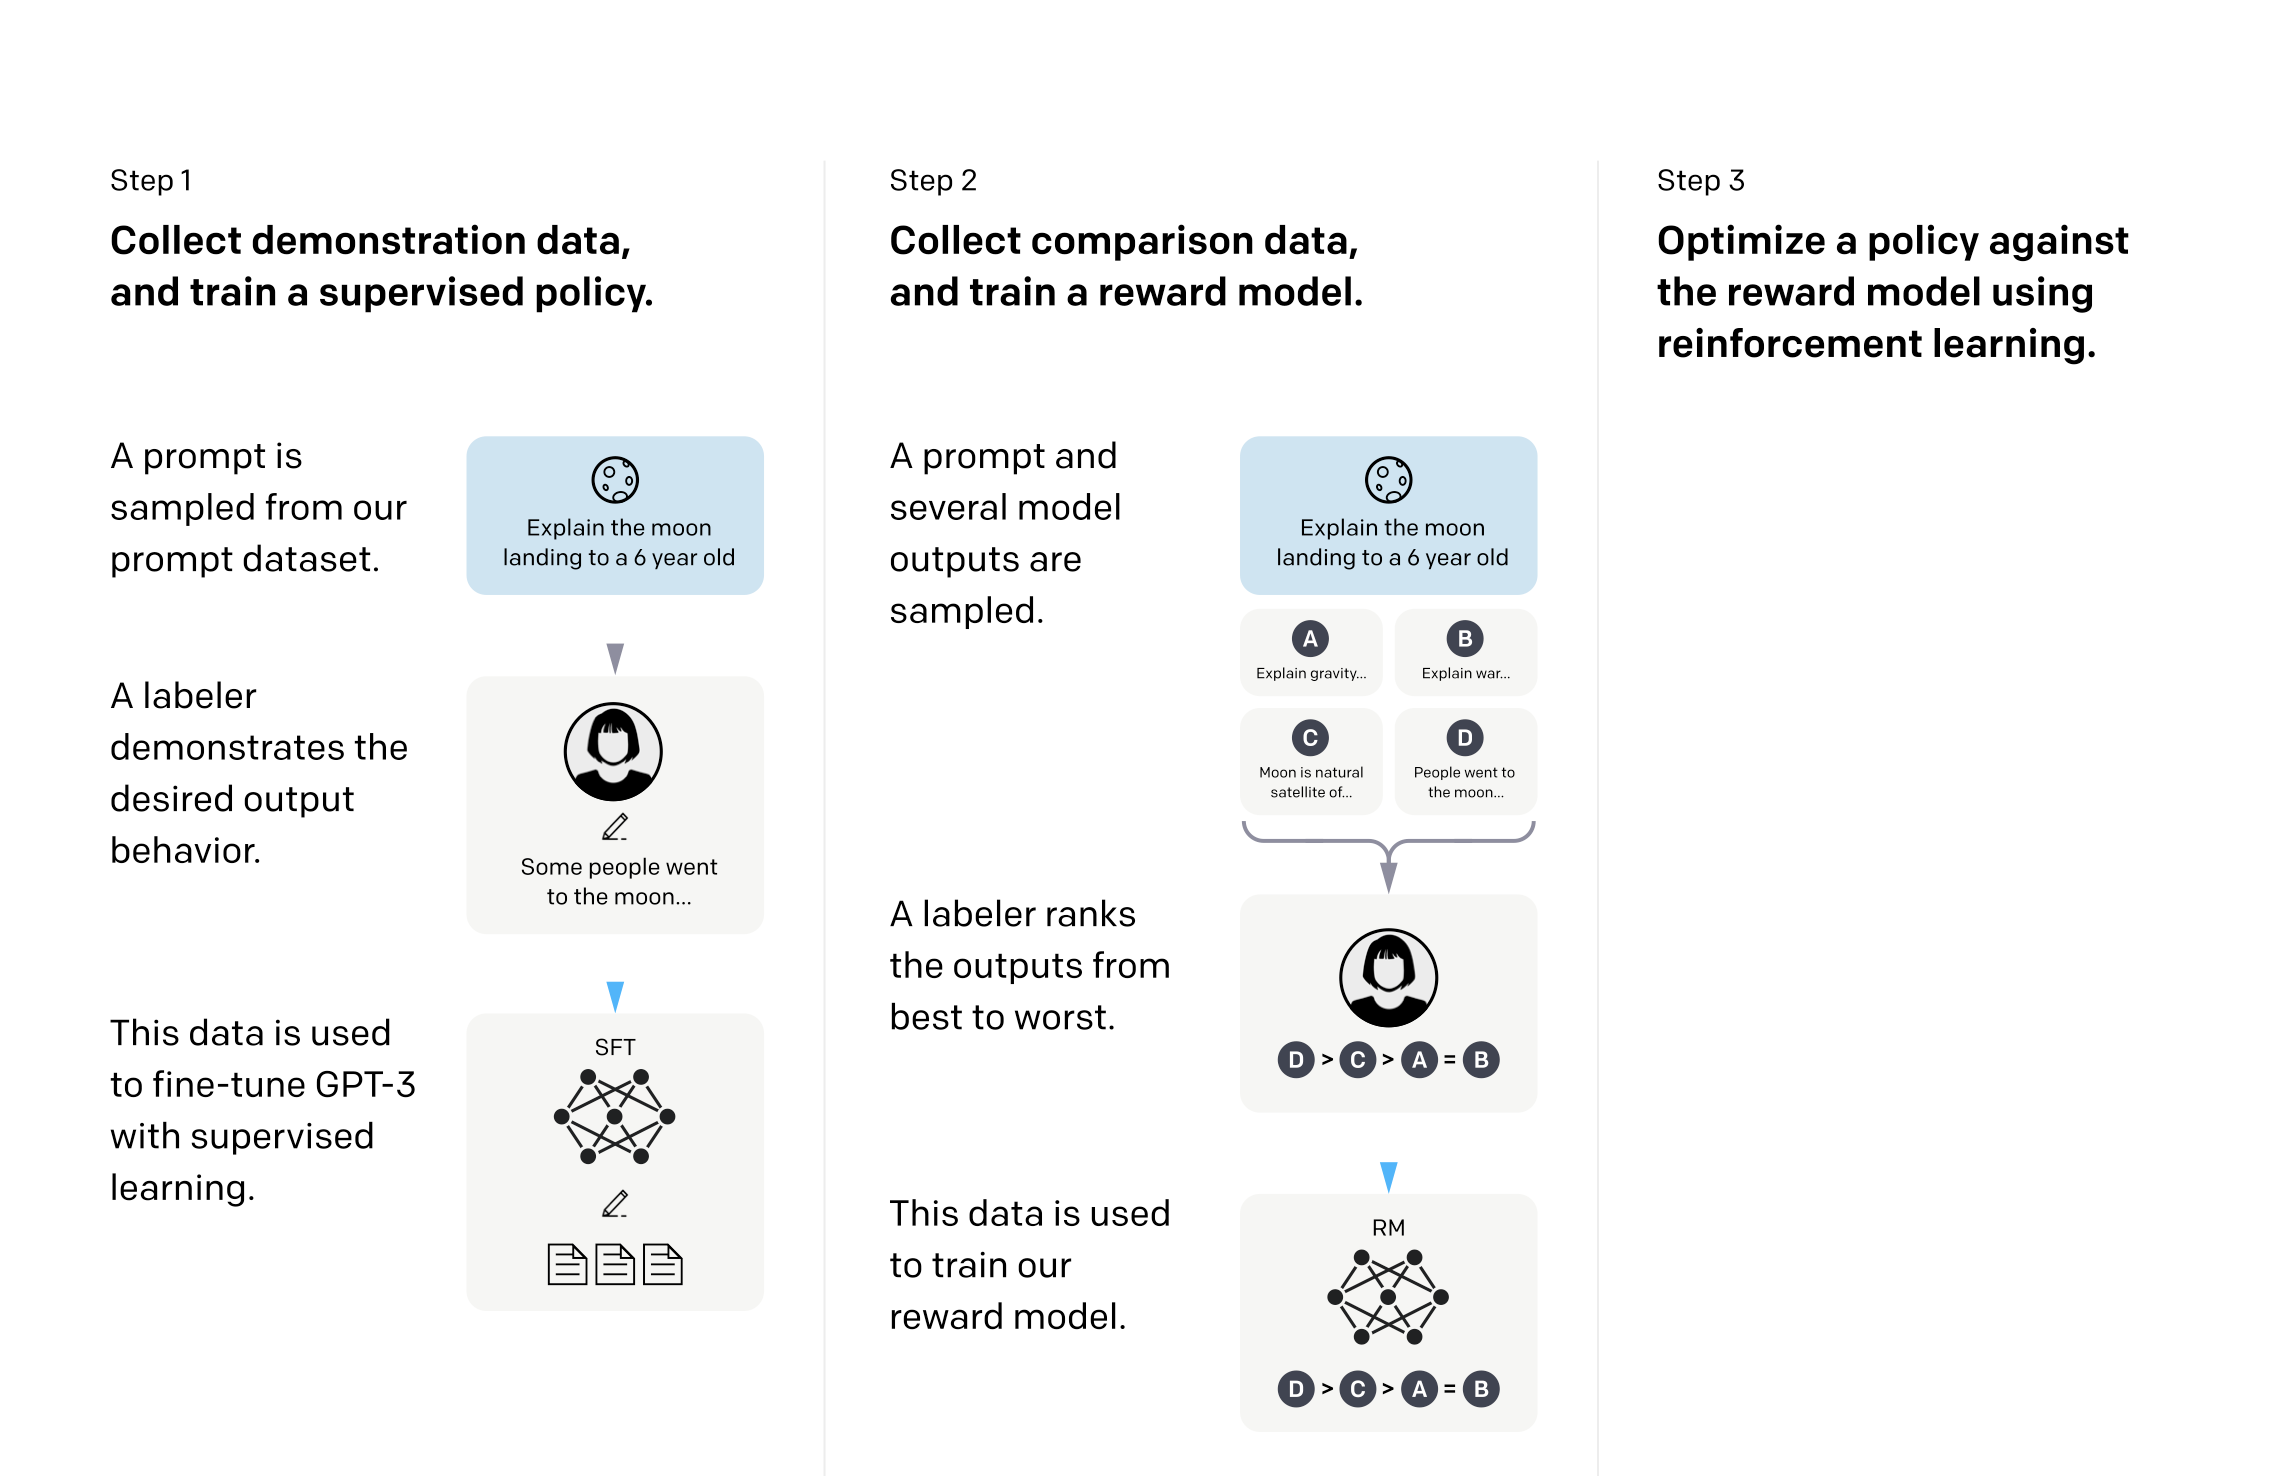 Step 1
Collect demonstration data,
and train a supervised policy.
A prompt is
sampled from our
prompt dataset.
Explain the moon
landing to a 6 year old
A labeler
demonstrates the
desired output
behavior.
Some people went
to the moon...
This data is used
to fine-tune GPT-3
with supervised
learning.
SFT
Step 2
Collect comparison data,
and train a reward model.
A prompt and
several model
outputs are
sampled.
Explain the moon
landing to a 6 year old
A
Explain gravity...
B
Explain war...
C
Moon is natural
satellite of...
D
People went to
the moon...
A labeler ranks
the outputs from
best to worst.
D > C > A = B
This data is used
to train our
reward model.
RM
D > C > A = B
Step 3
Optimize a policy against
the reward model using
reinforcement learning.